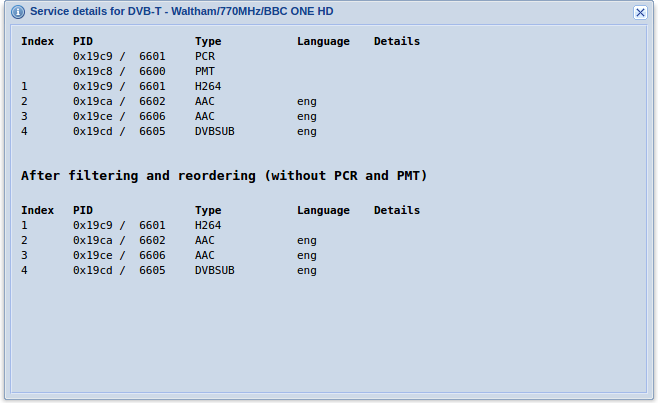 Service details for DVB-T - Waltham/770MHz/BBC ONE HD
Index PID Type Language Details
0x19c9 / 6601 PCR
0x19c8 / 6600 PMT
1 0x19c9 / 6601 H264
2 0x19ca / 6602 AAC eng
3 0x19ce / 6606 AAC eng
4 0x19cd / 6605 DVBSUB eng
After filtering and reordering (without PCR and PMT)
Index PID Type Language Details
1 0x19c9 / 6601 H264
2 0x19ca / 6602 AAC eng
3 0x19ce / 6606 AAC eng
4 0x19cd / 6605 DVBSUB eng